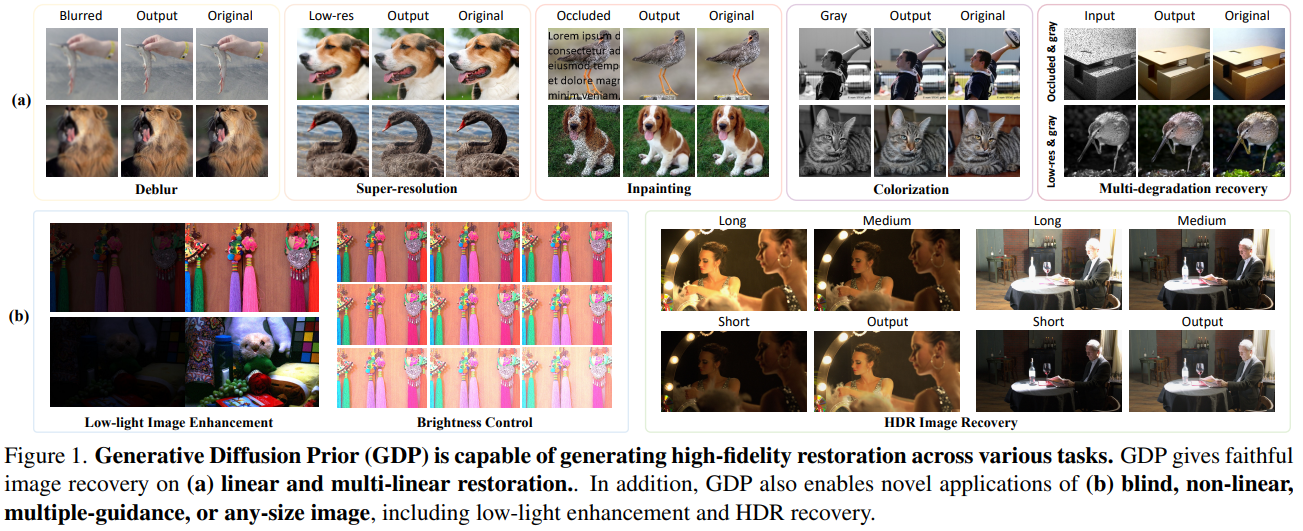 Blurred Output Original
Low-res Output Original
Occluded Output Original
Gray Output Original
Input Output Original
(a)
Lorem ipsum d
consectetur ad
eiusmod temp
et dolore magn
minim veniam
Occluded & gray
Low-res & gray
Deblur
Super-resolution
Inpainting
Colorization
Multi-degradation recovery
(b)
Low-light Image Enhancement
Brightness Control
Long Medium
Short Output
Long Medium
Short Output
HDR Image Recovery
Figure 1. Generative Diffusion Prior (GDP) is capable of generating high-fidelity restoration across various tasks. GDP gives faithful
image recovery on (a) linear and multi-linear restoration.. In addition, GDP also enables novel applications of (b) blind, non-linear,
multiple-guidance, or any-size image, including low-light enhancement and HDR recovery.